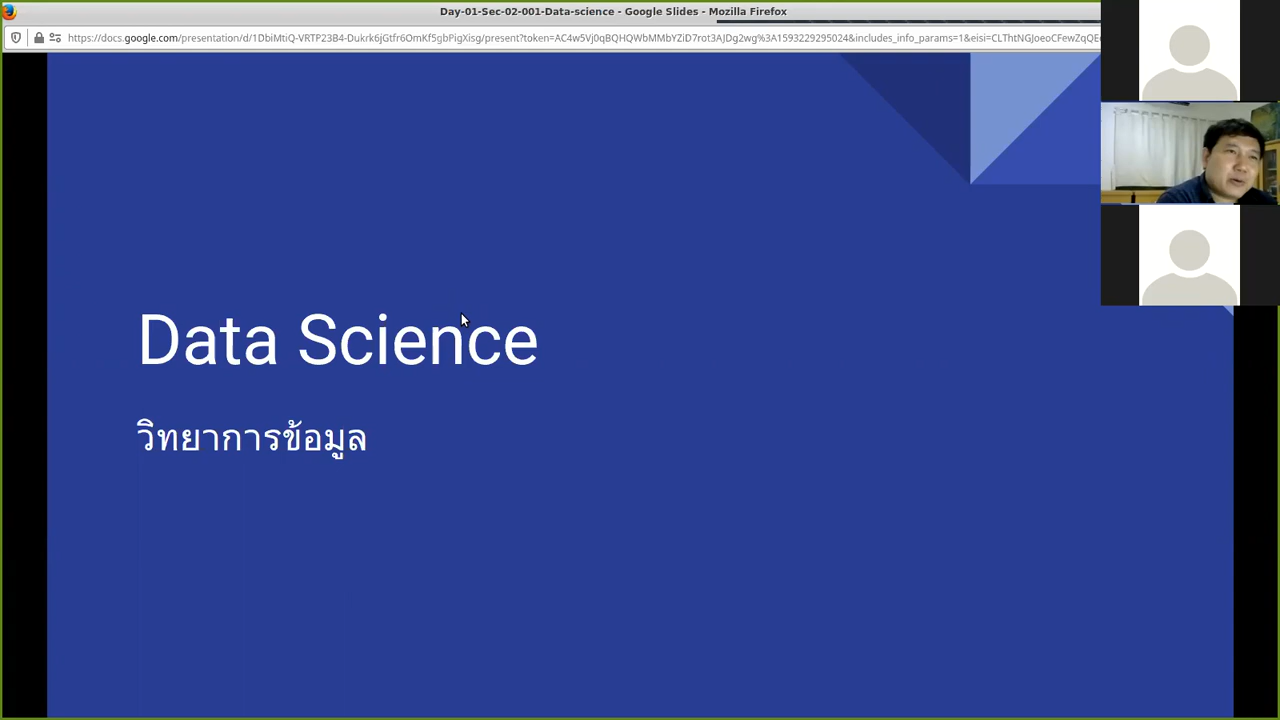 Day-01-Sec-02-001-Data-science - Google Slides - Mozilla Firefox
Data Science
วิทยาการข้อมูล